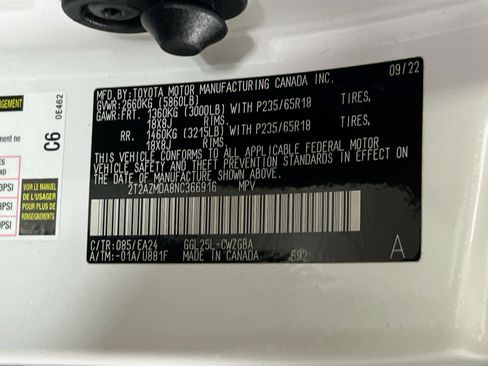 MFD. BY: TOYOTA MOTOR MANUFACTURING CANADA INC. 09/22
GVWR: 2660KG (5860LB)
GAWR: FRT. 1360KG (3000LB) WITH P235/65R18 TIRES,
18X8J RIMS,
RR. 1460KG (3215LB) WITH P235/65R18 TIRES,
18X8J RIMS,
THIS VEHICLE CONFORMS TO ALL APPLICABLE FEDERAL MOTOR
VEHICLE SAFETY AND THEFT PREVENTION STANDARDS IN EFFECT
ON THE DATE OF MANUFACTURE SHOWN ABOVE.
2T2AZMDA8NC366916 MPV
C/TR: 085/EA24 GGL25L-CWZGBA A
A/TM: -01A/U881F MADE IN CANADA 692
C6
0E462
PSI
VOIR LE MANUEL
DE L'USAGER
POUR PLUS DE
RENSEIGNEMENTS
PSI